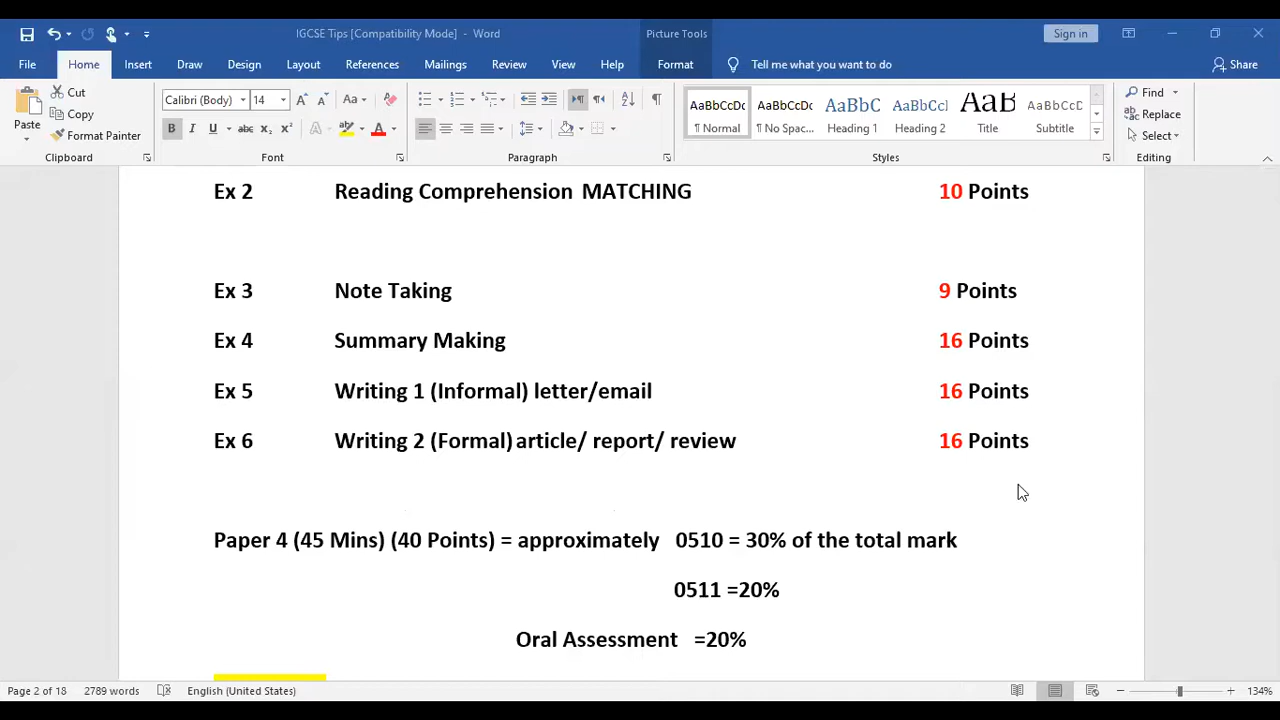 IGCSE Tips [Compatibility Mode] - Word
Picture Tools
Sign in
File Home Insert Draw Design Layout References Mailings Review View Help Format Tell me what you want to do Share
Paste
Cut
Copy
Format Painter
Clipboard
Calibri (Body) 14 Aa
B I U abc x₂ x² A A
Font
Paragraph
AaBbCcDc AaBbCcDc AaBbC AaBbCcl AaB AaBbCcD
¶ Normal ¶ No Spac... Heading 1 Heading 2 Title Subtitle
Styles
Find
Replace
Select
Editing
Ex 2 Reading Comprehension MATCHING 10 Points
Ex 3 Note Taking 9 Points
Ex 4 Summary Making 16 Points
Ex 5 Writing 1 (Informal) letter/email 16 Points
Ex 6 Writing 2 (Formal) article/ report/ review 16 Points
Paper 4 (45 Mins) (40 Points) = approximately 0510 = 30% of the total mark
0511 =20%
Oral Assessment =20%
Page 2 of 18 2789 words English (United States) 134%